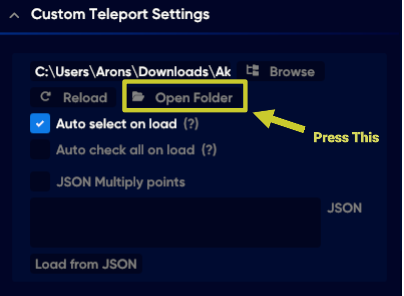 Custom Teleport Settings
C:\Users\Arons\Downloads\Ak Browse
Reload Open Folder
Auto select on load (?)
Press This
Auto check all on load (?)
JSON Multiply points
JSON
Load from JSON